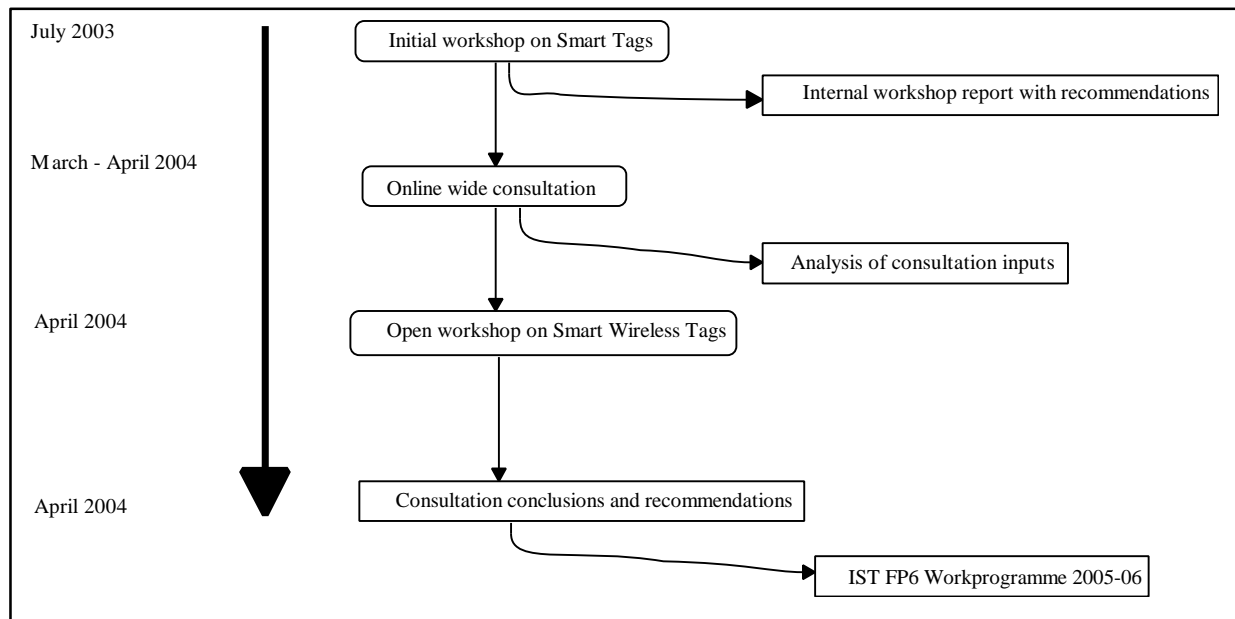 July 2003
Initial workshop on Smart Tags
Internal workshop report with recommendations
March - April 2004
Online wide consultation
Analysis of consultation inputs
April 2004
Open workshop on Smart Wireless Tags
Consultation conclusions and recommendations
April 2004
IST FP6 Workprogramme 2005-06